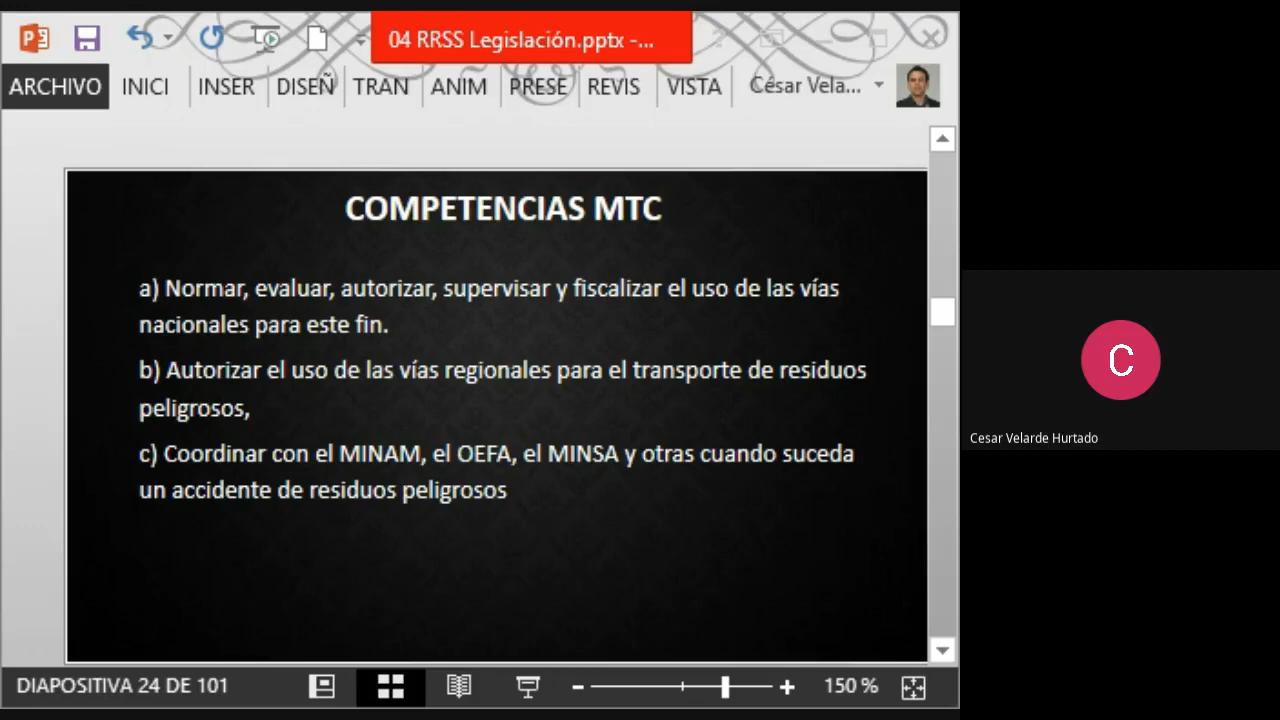 04 RRSS Legislación.pptx -...
ARCHIVO INICI INSER DISEÑ TRAN ANIM PRESE REVIS VISTA César Vela...
COMPETENCIAS MTC
a) Normar, evaluar, autorizar, supervisar y fiscalizar el uso de las vías
nacionales para este fin.
b) Autorizar el uso de las vías regionales para el transporte de residuos
peligrosos,
c) Coordinar con el MINAM, el OEFA, el MINSA y otras cuando suceda
un accidente de residuos peligrosos
C
Cesar Velarde Hurtado
DIAPOSITIVA 24 DE 101
150 %